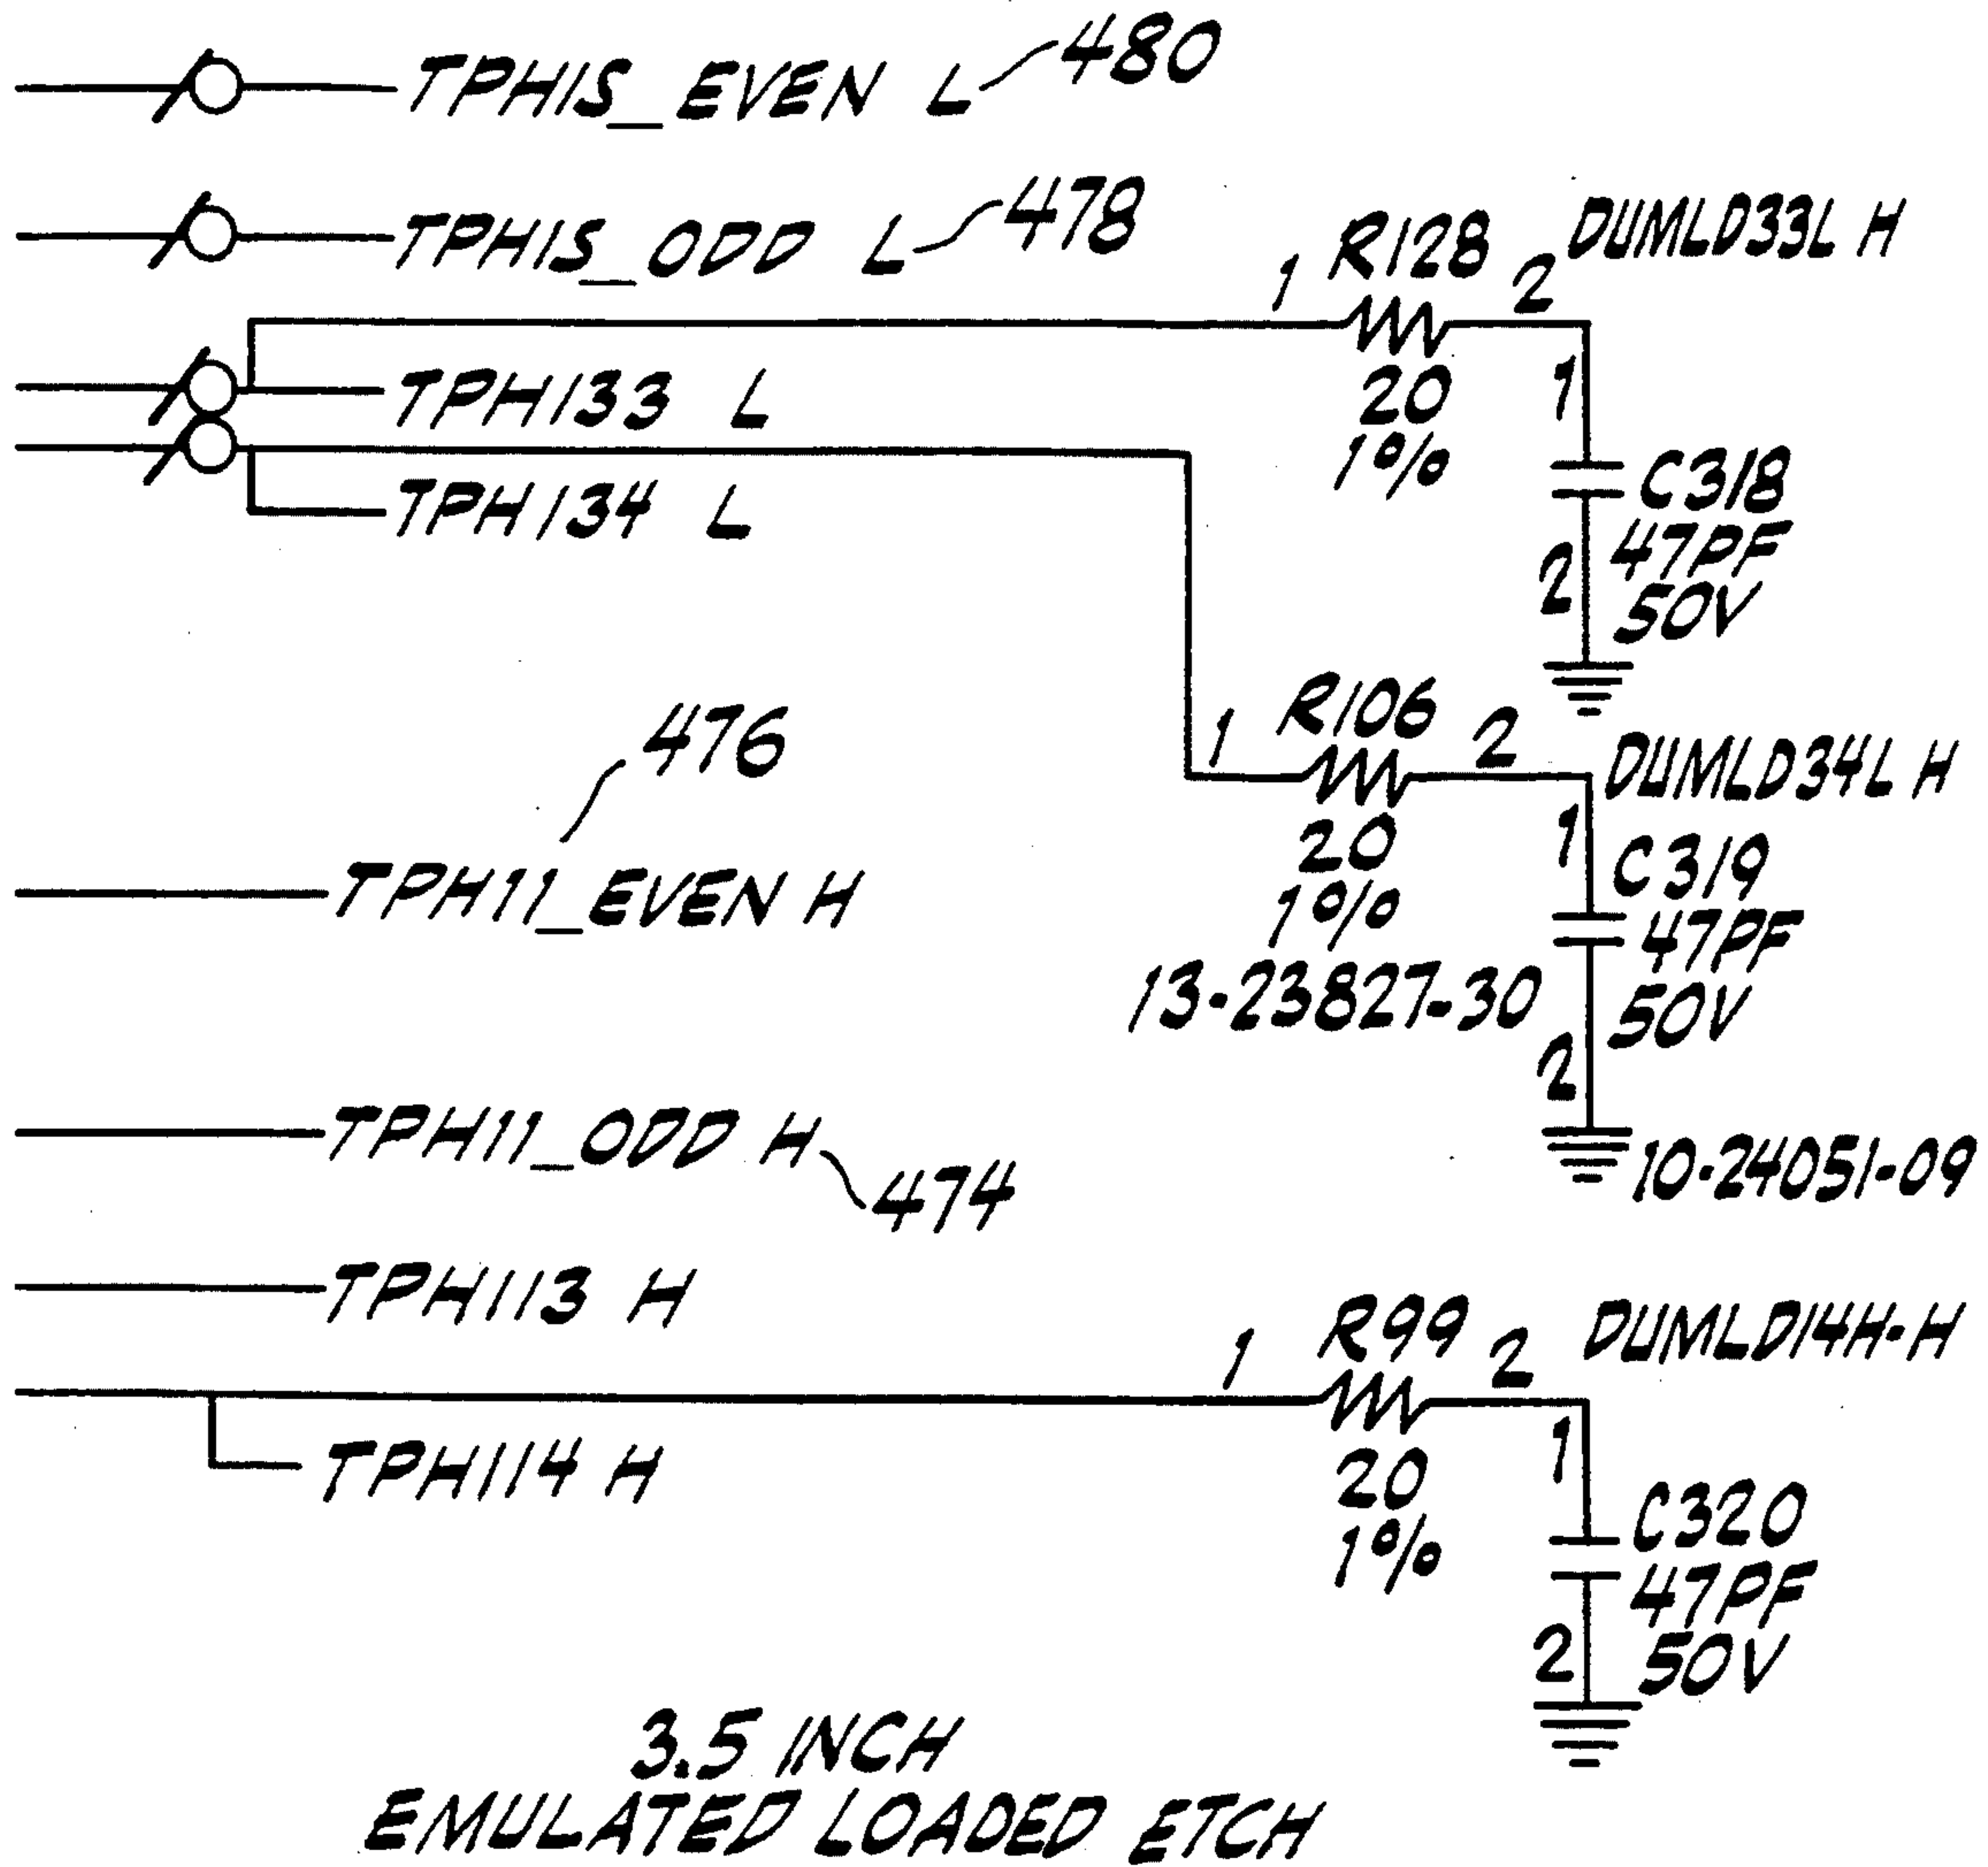 TPH1S_EVEN L 480
TPH1S_ODD L 478
1 R128 2 DUMLD33L H
20
1%
1
C318
47PF
50V
2
TPH133 L
TPH134 L
476
1 R106 2 DUMLD34L H
20
1%
13-23827-30
1
C319
47PF
50V
2
10-24051-09
TPH11_EVEN H
TPH11_ODD H
474
TPH113 H
1 R99 2 DUMLD14H-H
20
1%
1
C320
47PF
50V
2
TPH114 H
3.5 INCH
EMULATED LOADED ETCH